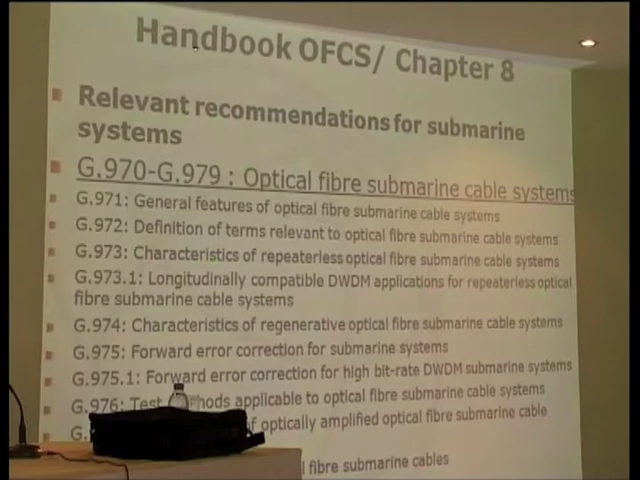 Handbook OFCS/ Chapter 8
Relevant recommendations for submarine
systems
G.970-G.979 : Optical fibre submarine cable systems
G.971: General features of optical fibre submarine cable systems
G.972: Definition of terms relevant to optical fibre submarine cable systems
G.973: Characteristics of repeaterless optical fibre submarine cable systems
G.973.1: Longitudinally compatible DWDM applications for repeaterless optical
fibre submarine cable systems
G.974: Characteristics of regenerative optical fibre submarine cable systems
G.975: Forward error correction for submarine systems
G.975.1: Forward error correction for high bit-rate DWDM submarine systems
G.976: Test applicable to optical fibre submarine cable systems
of optically amplified optical fibre submarine cable
fibre submarine cables